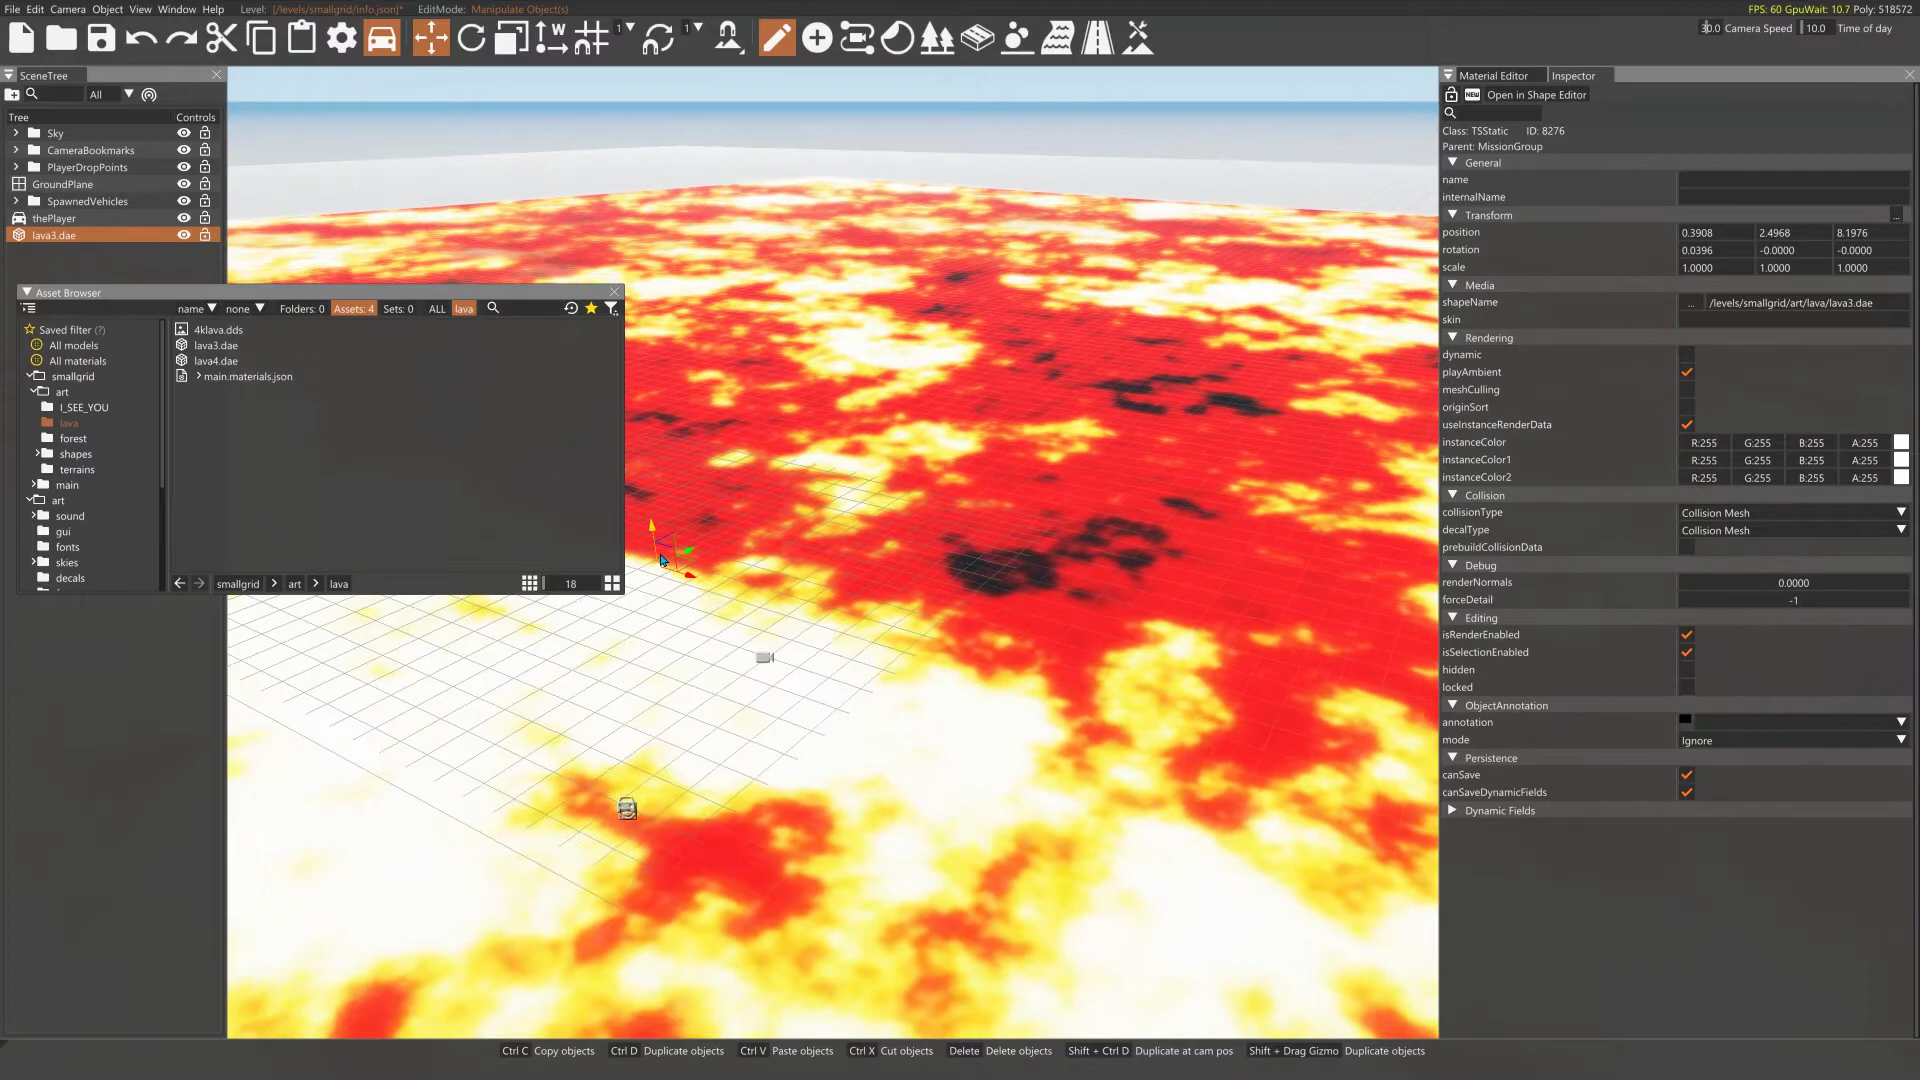 File Edit Camera Object View Window Help Level: [/levels/smallgrid/info.json]* EditMode: Manipulate Object(s) FPS: 60 GpuWait: 10.7 Poly: 518572
W 1 1 30.0 Camera Speed 10.0 Time of day
SceneTree
All
Tree Controls
Sky
CameraBookmarks
PlayerDropPoints
GroundPlane
SpawnedVehicles
thePlayer
lava3.dae
Asset Browser
name none Folders: 0 Assets: 4 Sets: 0 ALL lava
Saved filter (?)
All models
All materials
smallgrid
art
I_SEE_YOU
lava
forest
shapes
terrains
main
art
sound
gui
fonts
skies
decals
4klava.dds
lava3.dae
lava4.dae
main.materials.json
smallgrid > art > lava 18
Material Editor Inspector
NEW Open in Shape Editor
Class: TSStatic ID: 8276
Parent: MissionGroup
General
name
internalName
Transform ...
position 0.3908 2.4968 8.1976
rotation 0.0396 -0.0000 -0.0000
scale 1.0000 1.0000 1.0000
Media
shapeName ... /levels/smallgrid/art/lava/lava3.dae
skin
Rendering
dynamic
playAmbient
meshCulling
originSort
useInstanceRenderData
instanceColor R:255 G:255 B:255 A:255
instanceColor1 R:255 G:255 B:255 A:255
instanceColor2 R:255 G:255 B:255 A:255
Collision
collisionType Collision Mesh
decalType Collision Mesh
prebuildCollisionData
Debug
renderNormals 0.0000
forceDetail -1
Editing
isRenderEnabled
isSelectionEnabled
hidden
locked
ObjectAnnotation
annotation
mode Ignore
Persistence
canSave
canSaveDynamicFields
Dynamic Fields
Ctrl C Copy objects Ctrl D Duplicate objects Ctrl V Paste objects Ctrl X Cut objects Delete Delete objects Shift + Ctrl D Duplicate at cam pos Shift + Drag Gizmo Duplicate objects